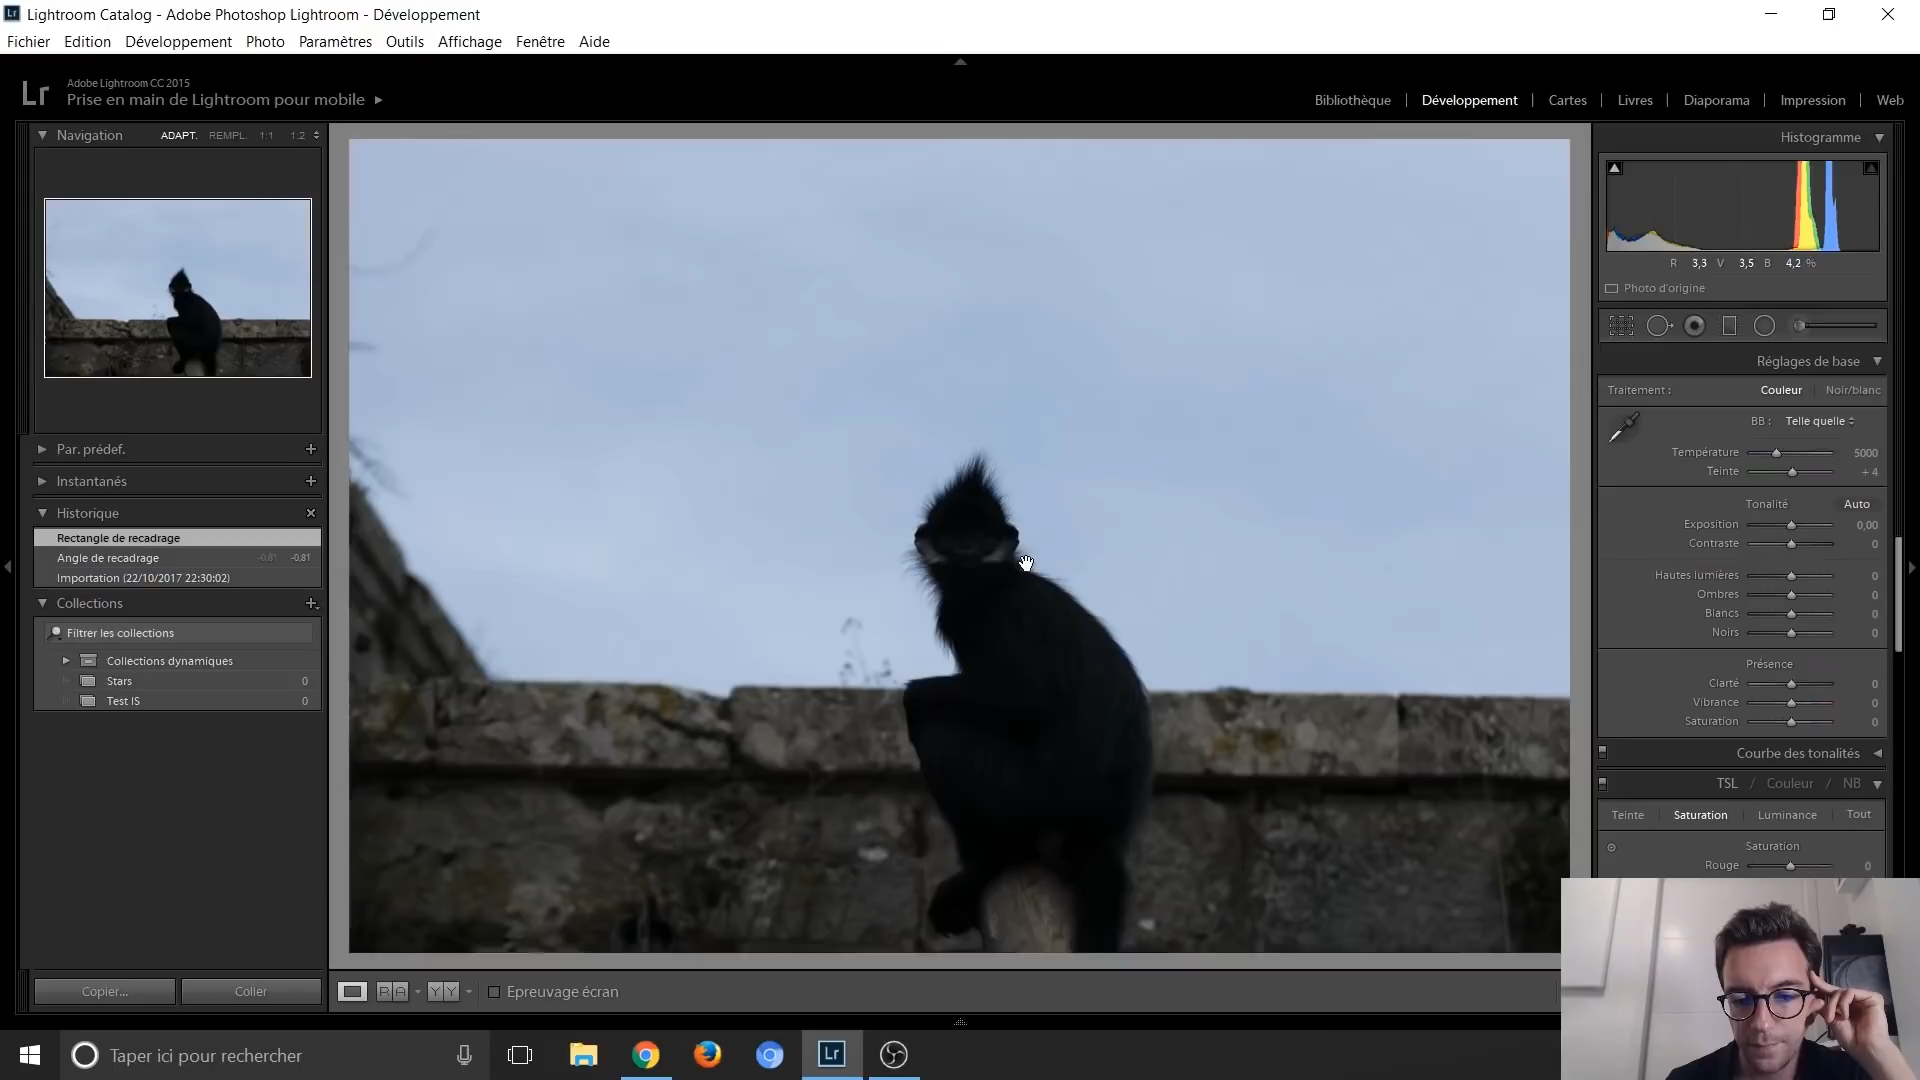 Lr Lightroom Catalog - Adobe Photoshop Lightroom - Développement
Fichier Edition Développement Photo Paramètres Outils Affichage Fenêtre Aide
Lr
Adobe Lightroom CC 2015
Prise en main de Lightroom pour mobile
Bibliothèque Développement Cartes Livres Diaporama Impression Web
Navigation ADAPT. REMPL. 1:1 1:2
Par. prédef.
Instantanés
Historique
Rectangle de recadrage
Angle de recadrage -0.81 -0.81
Importation (22/10/2017 22:30:02)
Collections
Filtrer les collections
Collections dynamiques
Stars 0
Test IS 0
Copier... Coller
R A Y Y Epreuvage écran
Histogramme
R 3,3 V 3,5 B 4,2 %
Photo d'origine
Réglages de base
Traitement : Couleur Noir/blanc
BB : Telle quelle
Température 5000
Teinte + 4
Tonalité Auto
Exposition 0,00
Contraste 0
Hautes lumières 0
Ombres 0
Blancs 0
Noirs 0
Présence
Clarté 0
Vibrance 0
Saturation 0
Courbe des tonalités
TSL / Couleur / NB
Teinte Saturation Luminance Tout
Saturation
Rouge 0
Taper ici pour rechercher
Lr